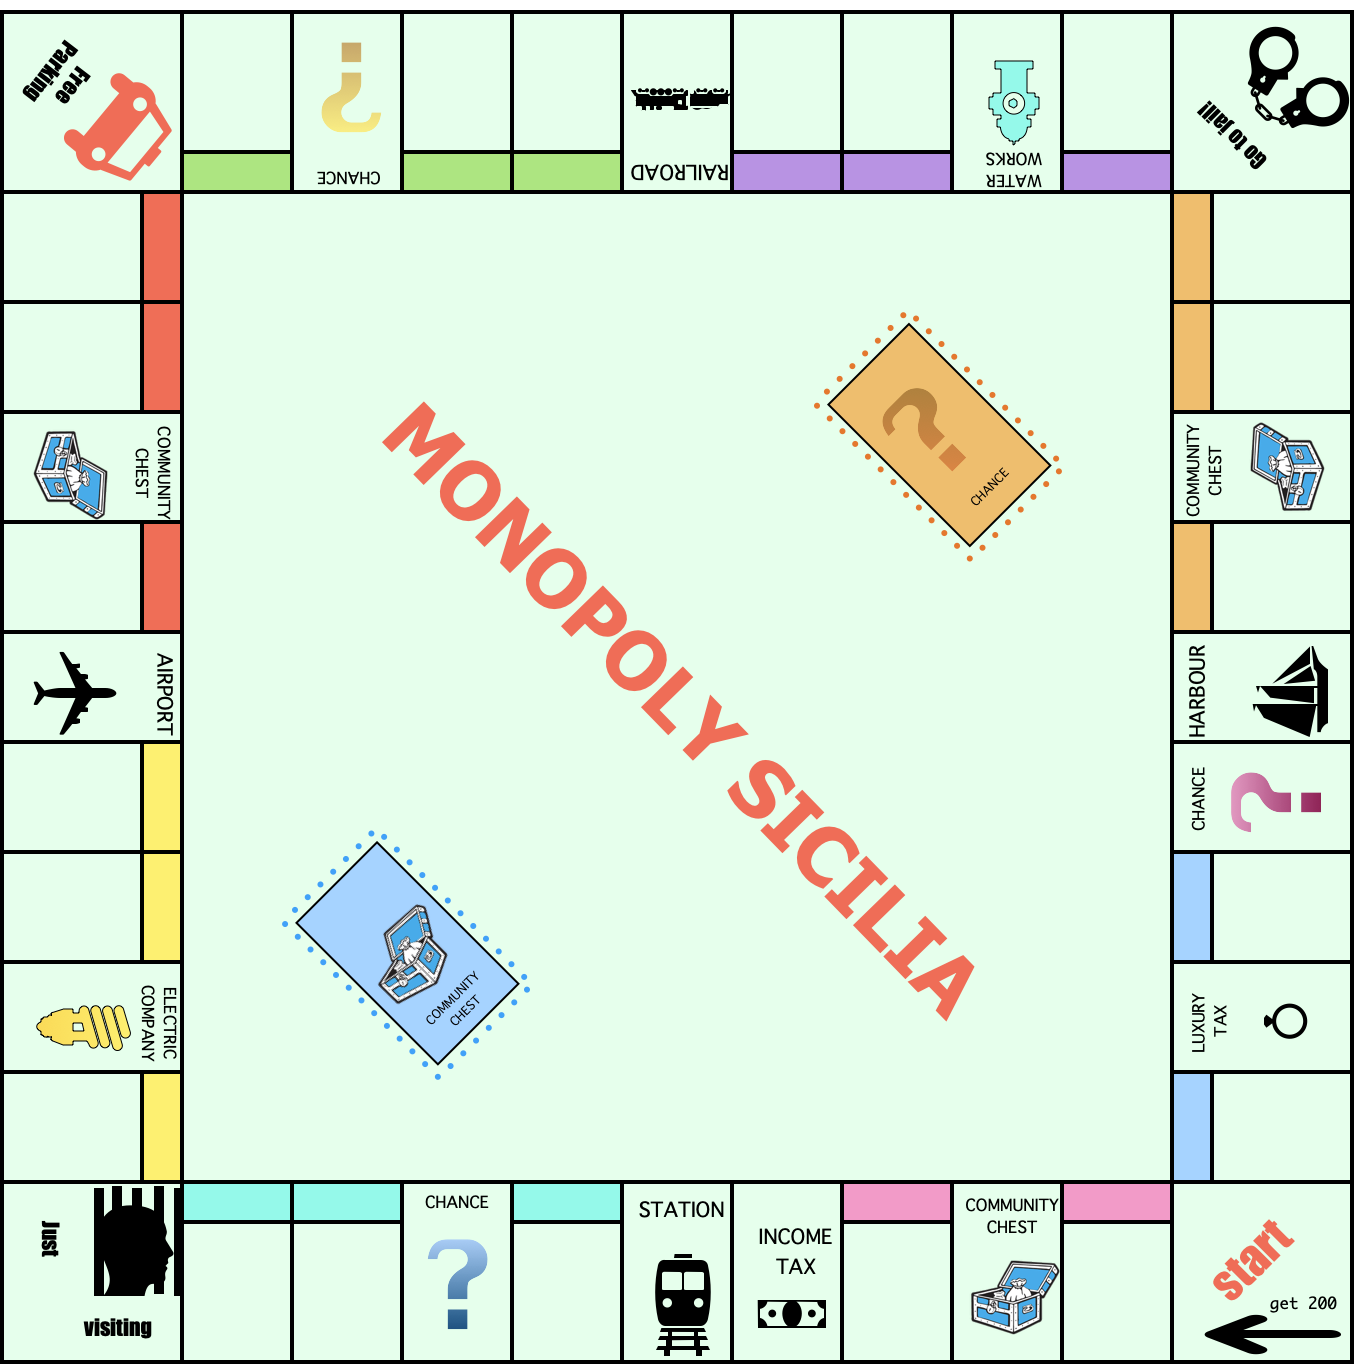 Free
Parking
CHANCE
RAILROAD
WATER
WORKS
Go to jail!
COMMUNITY
CHEST
AIRPORT
ELECTRIC
COMPANY
MONOPOLY SICILIA
CHANCE
COMMUNITY
CHEST
COMMUNITY
CHEST
HARBOUR
CHANCE
LUXURY
TAX
Just
visiting
CHANCE
STATION
INCOME
TAX
COMMUNITY
CHEST
start
get 200